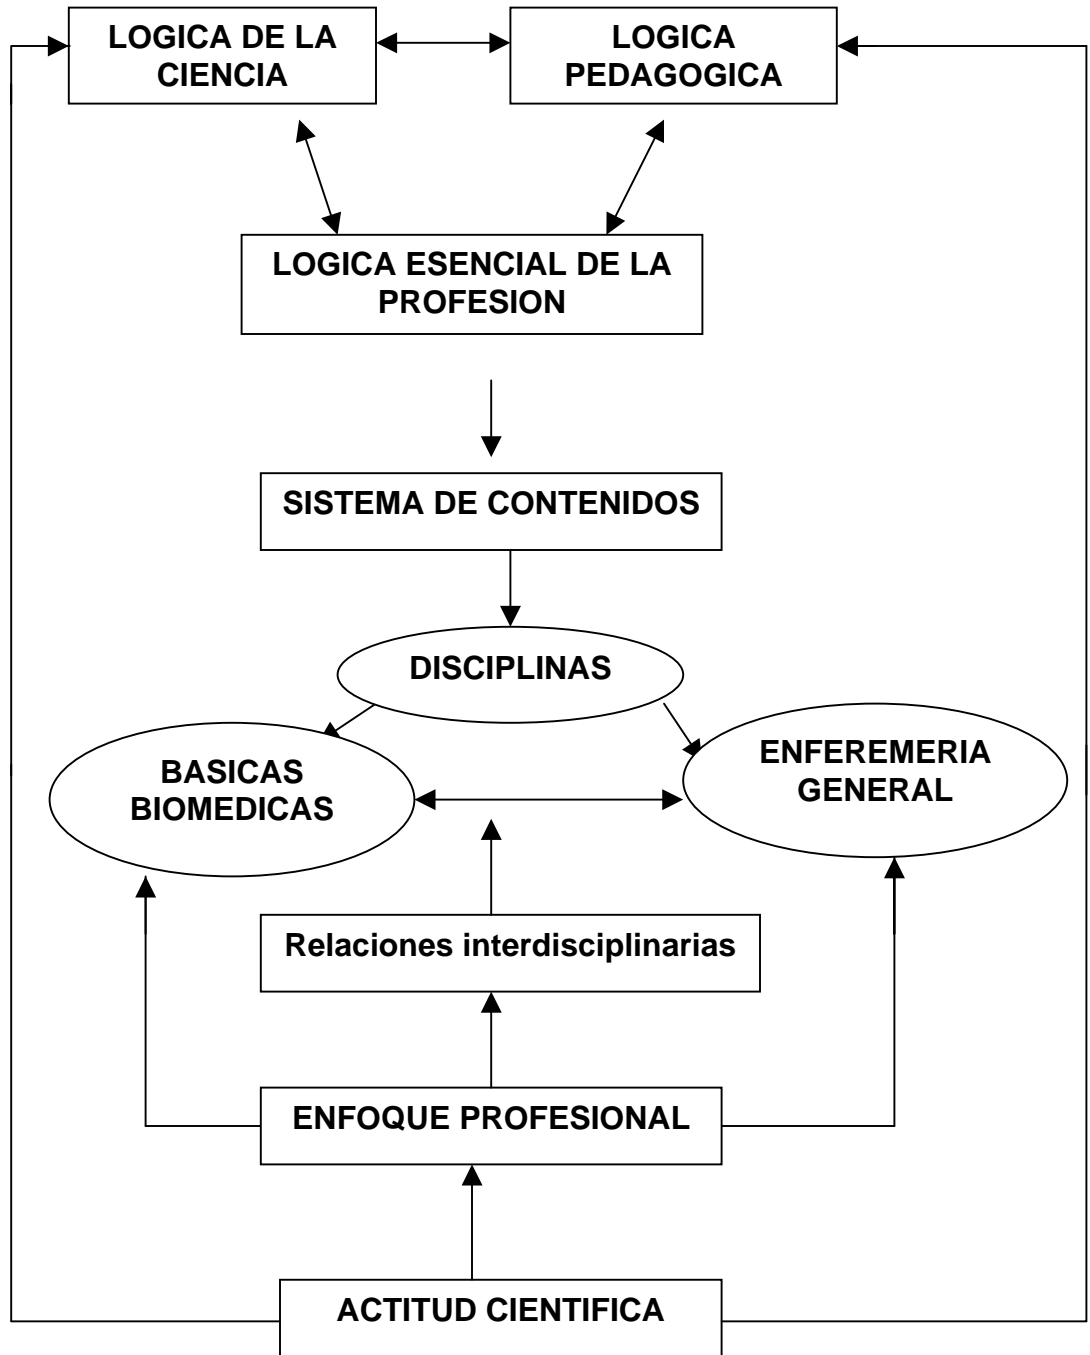 LOGICA DE LA
CIENCIA
LOGICA
PEDAGOGICA
LOGICA ESENCIAL DE LA
PROFESION
SISTEMA DE CONTENIDOS
DISCIPLINAS
BASICAS
BIOMEDICAS
ENFEREMERIA
GENERAL
Relaciones interdisciplinarias
ENFOQUE PROFESIONAL
ACTITUD CIENTIFICA